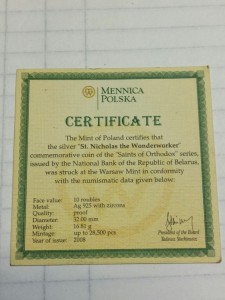 MENNICA
POLSKA
CERTIFICATE
The Mint of Poland certifies that
the silver "St. Nicholas the Wonderworker"
commemorative coin of the "Saints of Orthodox" series,
issued by the National Bank of the Republic of Belarus,
was struck at the Warsaw Mint in conformity
with the numismatic data given below:
Face value: 10 roubles
Metal: Ag 925 with zircons
Quality: proof
Diameter: 32.00 mm
Weight: 16.81 g
Mintage: up to 28,500 pcs
Year of issue: 2008
President of the Board
Tadeusz Steckiewicz